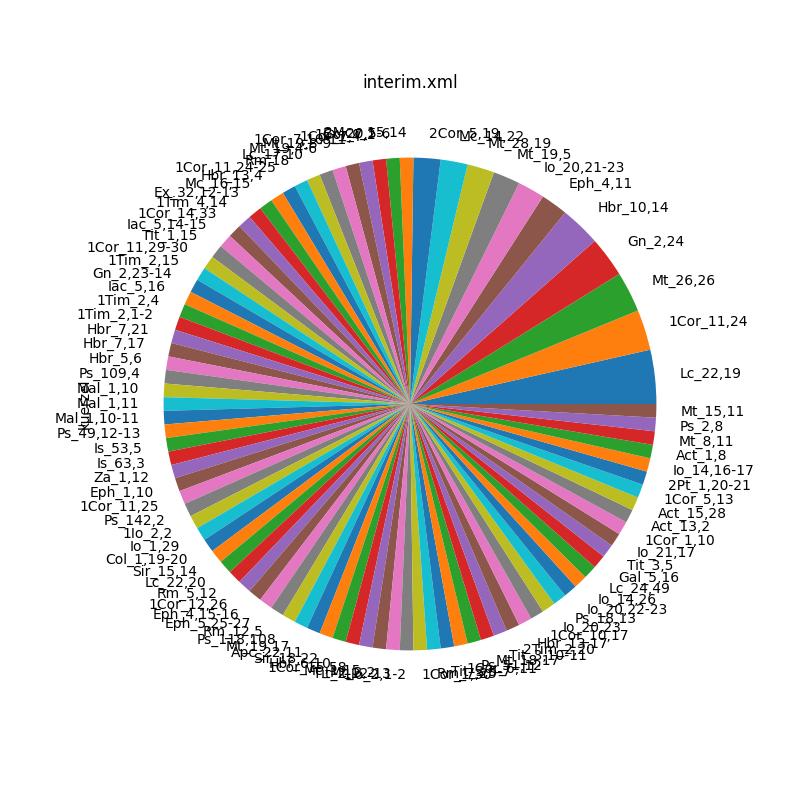 interim.xml
2Cor_5,19
Mc_14,22
Mt_28,19
Mt_19,5
Io_20,21-23
Eph_4,11
Hbr_10,14
Gn_2,24
Mt_26,26
1Cor_11,24
Lc_22,19
Mt_15,11
Ps_2,8
Mt_8,11
Act_1,8
Io_14,16-17
2Pt_1,20-21
1Cor_5,13
Act_15,28
Act_13,2
1Cor_1,10
Io_21,17
Tit_3,5
Gal_5,16
Lc_24,49
Io_14,26
Io_20,22-23
Ps_18,13
Io_20,23
1Cor_10,17
Hbr_13,17
2Tim_2,20
Rm_12,5
Eph_5,25-27
Eph_4,15-16
1Cor_12,26
Rm_5,12
Lc_22,20
Sir_15,14
Col_1,19-20
Io_1,29
1Io_2,2
Ps_142,2
1Cor_11,25
Eph_1,10
Za_1,12
Is_63,3
Is_53,5
Ps_49,12-13
Mal_1,10-11
Mal_1,11
Mal_1,10
Ps_109,4
Hbr_5,6
Hbr_7,17
Hbr_7,21
1Tim_2,1-2
1Tim_2,4
Iac_5,16
Gn_2,23-14
1Tim_2,15
1Cor_11,29-30
Tit_1,15
Iac_5,14-15
1Cor_14,33
1Tim_4,14
Ex_32,12-13
Mc_16-15
Hbr_13,4
1Cor_11,24-25
Ps_118,108
Mt_19,17
Apc_22,11